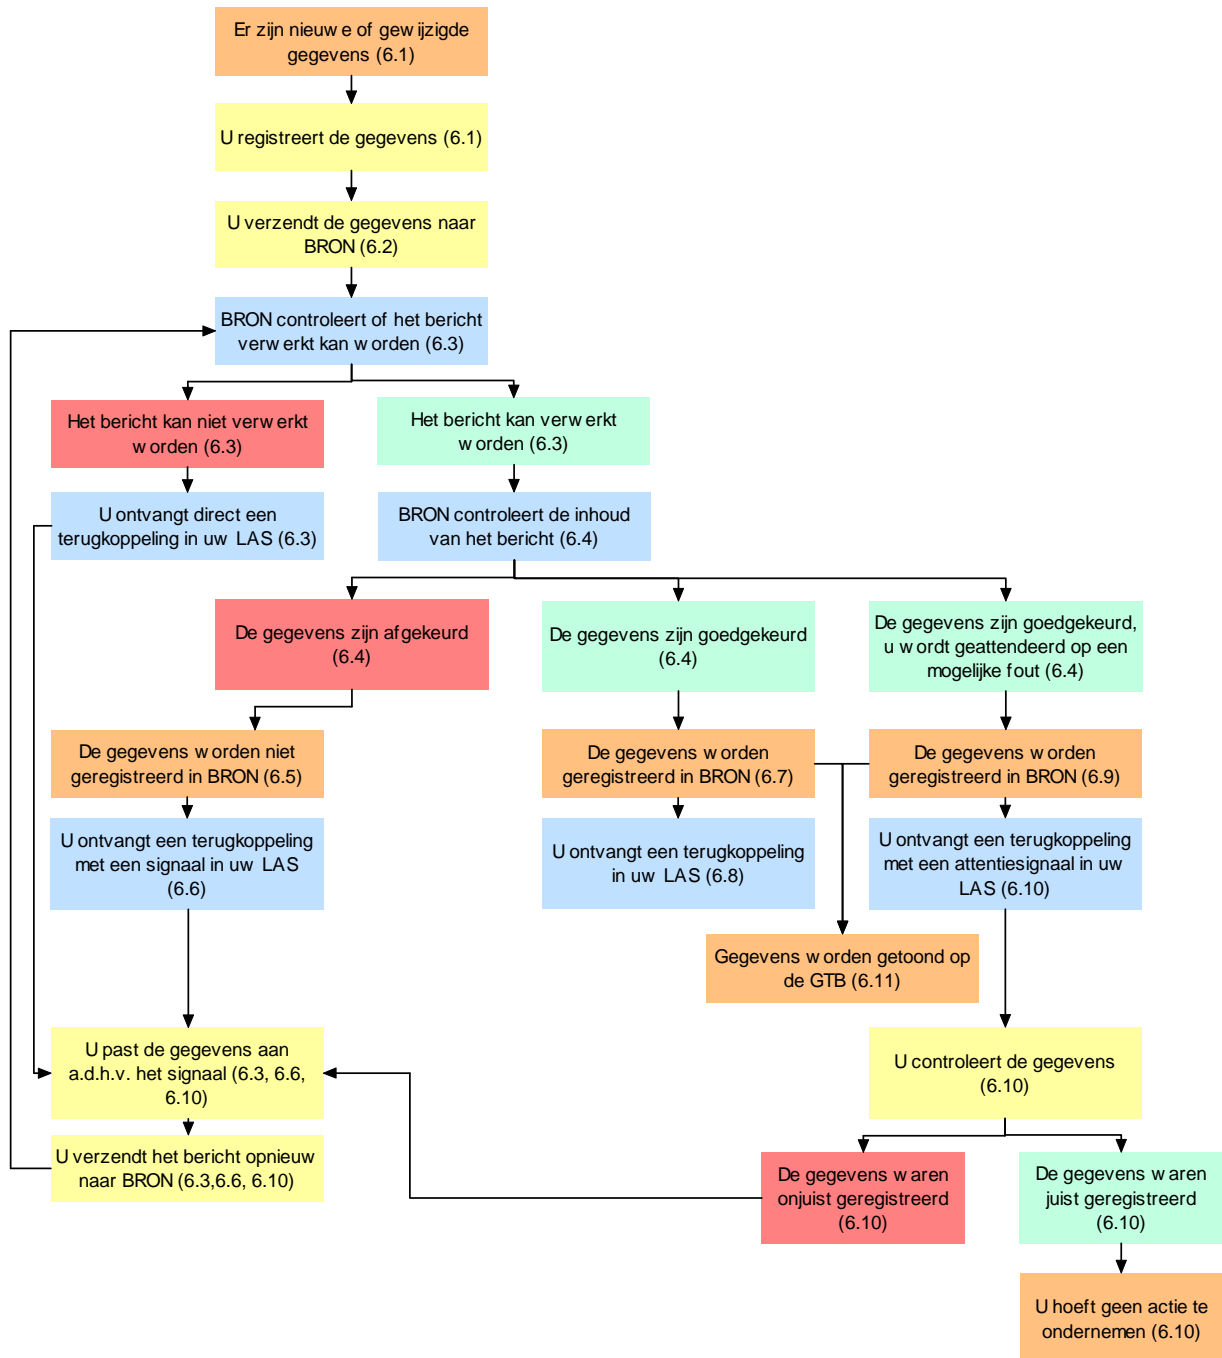 Er zijn nieuwe of gewijzigde
gegevens (6.1)
U registreert de gegevens (6.1)
U verzendt de gegevens naar
BRON (6.2)
BRON controleert of het bericht
verwerkt kan worden (6.3)
Het bericht kan niet verwerkt
worden (6.3)
Het bericht kan verwerkt
worden (6.3)
U ontvangt direct een
terugkoppeling in uw LAS (6.3)
BRON controleert de inhoud
van het bericht (6.4)
De gegevens zijn afgekeurd
(6.4)
De gegevens zijn goedgekeurd
(6.4)
De gegevens zijn goedgekeurd,
u wordt geattendeerd op een
mogelijke fout (6.4)
De gegevens worden niet
geregistreerd in BRON (6.5)
De gegevens worden
geregistreerd in BRON (6.7)
De gegevens worden
geregistreerd in BRON (6.9)
U ontvangt een terugkoppeling
met een signaal in uw LAS
(6.6)
U ontvangt een terugkoppeling
in uw LAS (6.8)
U ontvangt een terugkoppeling
met een attentiesignaal in uw
LAS (6.10)
Gegevens worden getoond op
de GTB (6.11)
U past de gegevens aan
a.d.h.v. het signaal (6.3, 6.6,
6.10)
U controleert de gegevens
(6.10)
U verzendt het bericht opnieuw
naar BRON (6.3,6.6, 6.10)
De gegevens waren
onjuist geregistreerd
(6.10)
De gegevens waren
juist geregistreerd
(6.10)
U hoeft geen actie te
ondernemen (6.10)